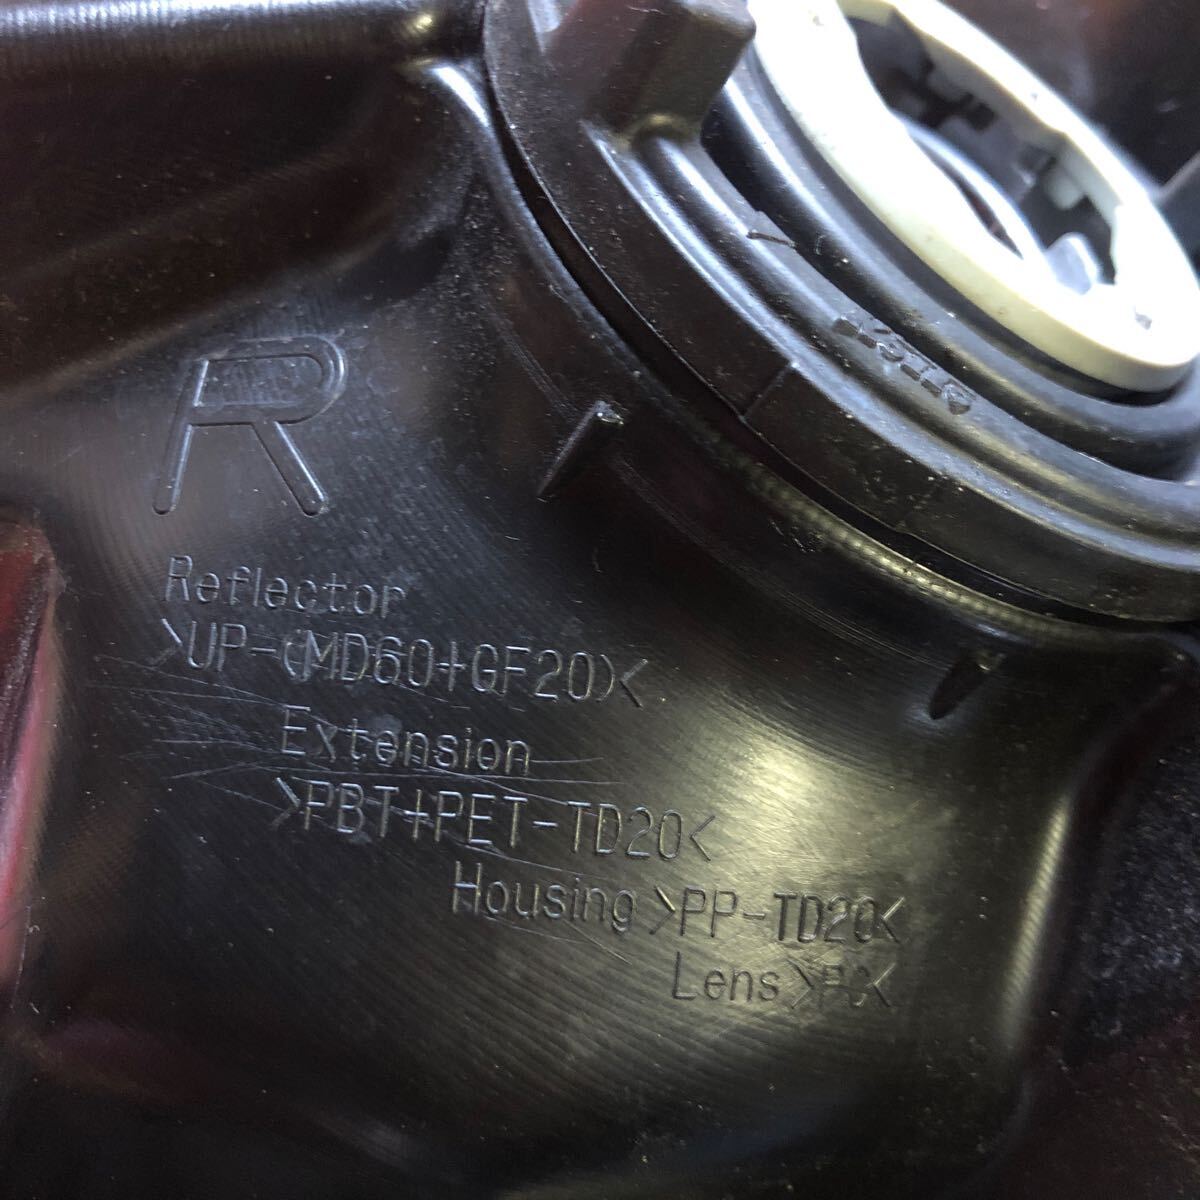 R
Reflector
>UP-(MD60+GF20)<
Extension
>PBT+PET-TD20<
Housing >PP-TD20<
Lens >PC<